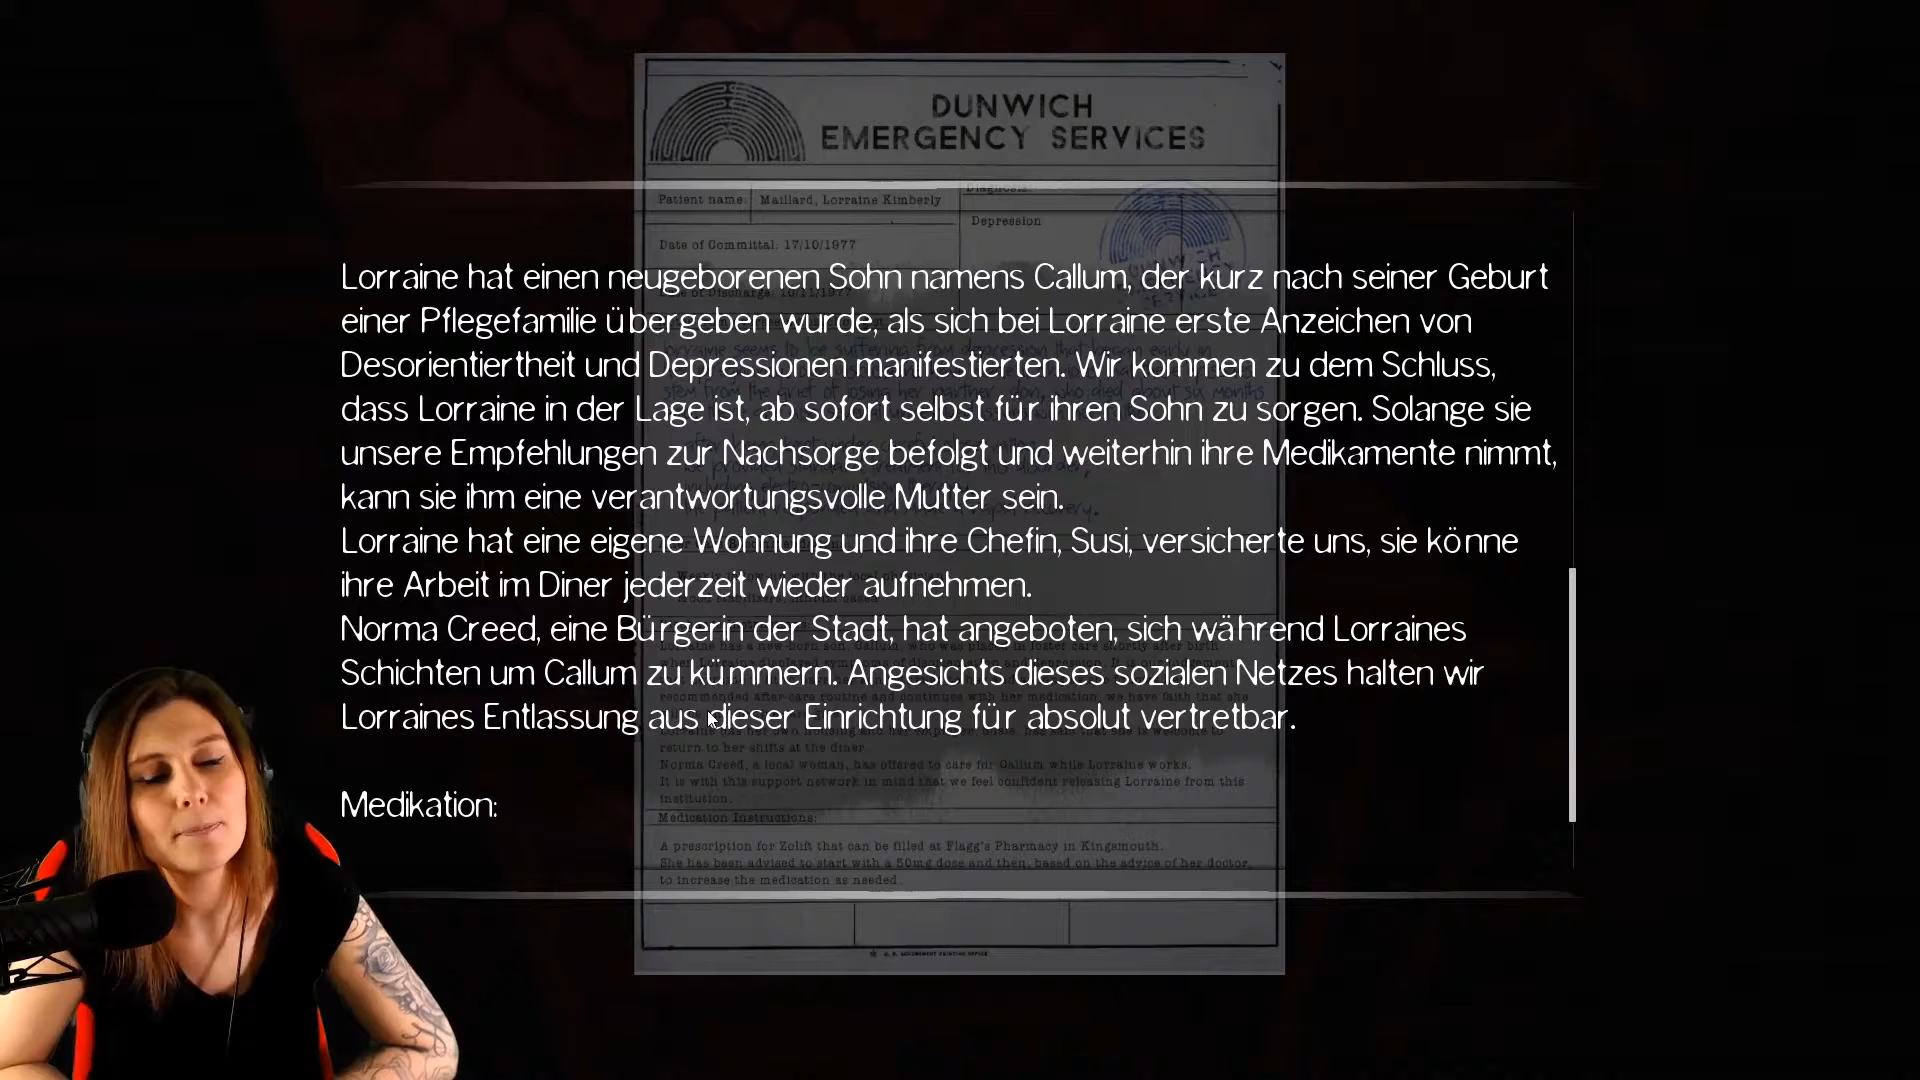 DUNWICH
EMERGENCY SERVICES
Patient name:
Maillard, Lorraine Kimberly
Diagnosis:
Depression
Date of Committal: 17/10/1977
Lorraine hat einen neugeborenen Sohn namens Callum, der kurz nach seiner Geburt
einer Pflegefamilie übergeben wurde, als sich bei Lorraine erste Anzeichen von
Desorientiertheit und Depressionen manifestierten. Wir kommen zu dem Schluss,
dass Lorraine in der Lage ist, ab sofort selbst für ihren Sohn zu sorgen. Solange sie
unsere Empfehlungen zur Nachsorge befolgt und weiterhin ihre Medikamente nimmt,
kann sie ihm eine verantwortungsvolle Mutter sein.
Lorraine hat eine eigene Wohnung und ihre Chefin, Susi, versicherte uns, sie könne
ihre Arbeit im Diner jederzeit wieder aufnehmen.
Norma Creed, eine Bürgerin der Stadt, hat angeboten, sich während Lorraines
Schichten um Callum zu kümmern. Angesichts dieses sozialen Netzes halten wir
Lorraines Entlassung aus dieser Einrichtung für absolut vertretbar.
return to her shifts at the diner
Norma Creed, a local woman, has offered to care for Callum while Lorraine works.
It is with this support network in mind that we feel confident releasing Lorraine from this
institution.
Medikation:
Medication Instructions:
A prescription for Zolift that can be filled at Flagg's Pharmacy in Kingsmouth.
She has been advised to start with a 50mg dose and then, based on the advice of her doctor,
to increase the medication as needed.